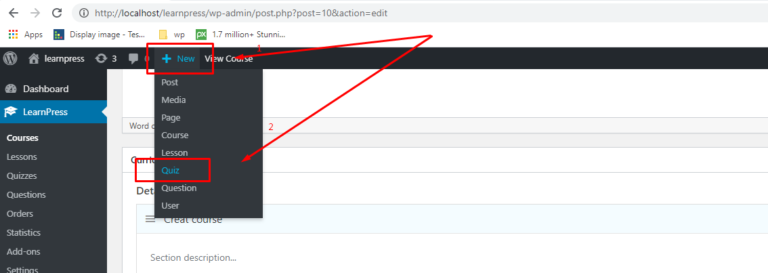 http://localhost/learnpress/wp-admin/post.php?post=10&action=edit
Apps Display image - Tes... wp px 1.7 million+ Stunni...
learnpress 3 0 + New 1 View Course
Dashboard
LearnPress
Courses
Lessons
Quizzes
Questions
Orders
Statistics
Add-ons
Settings
Post
Media
Page
Course
Lesson
Quiz
Question
User
Word
2
Creat course
Section description...